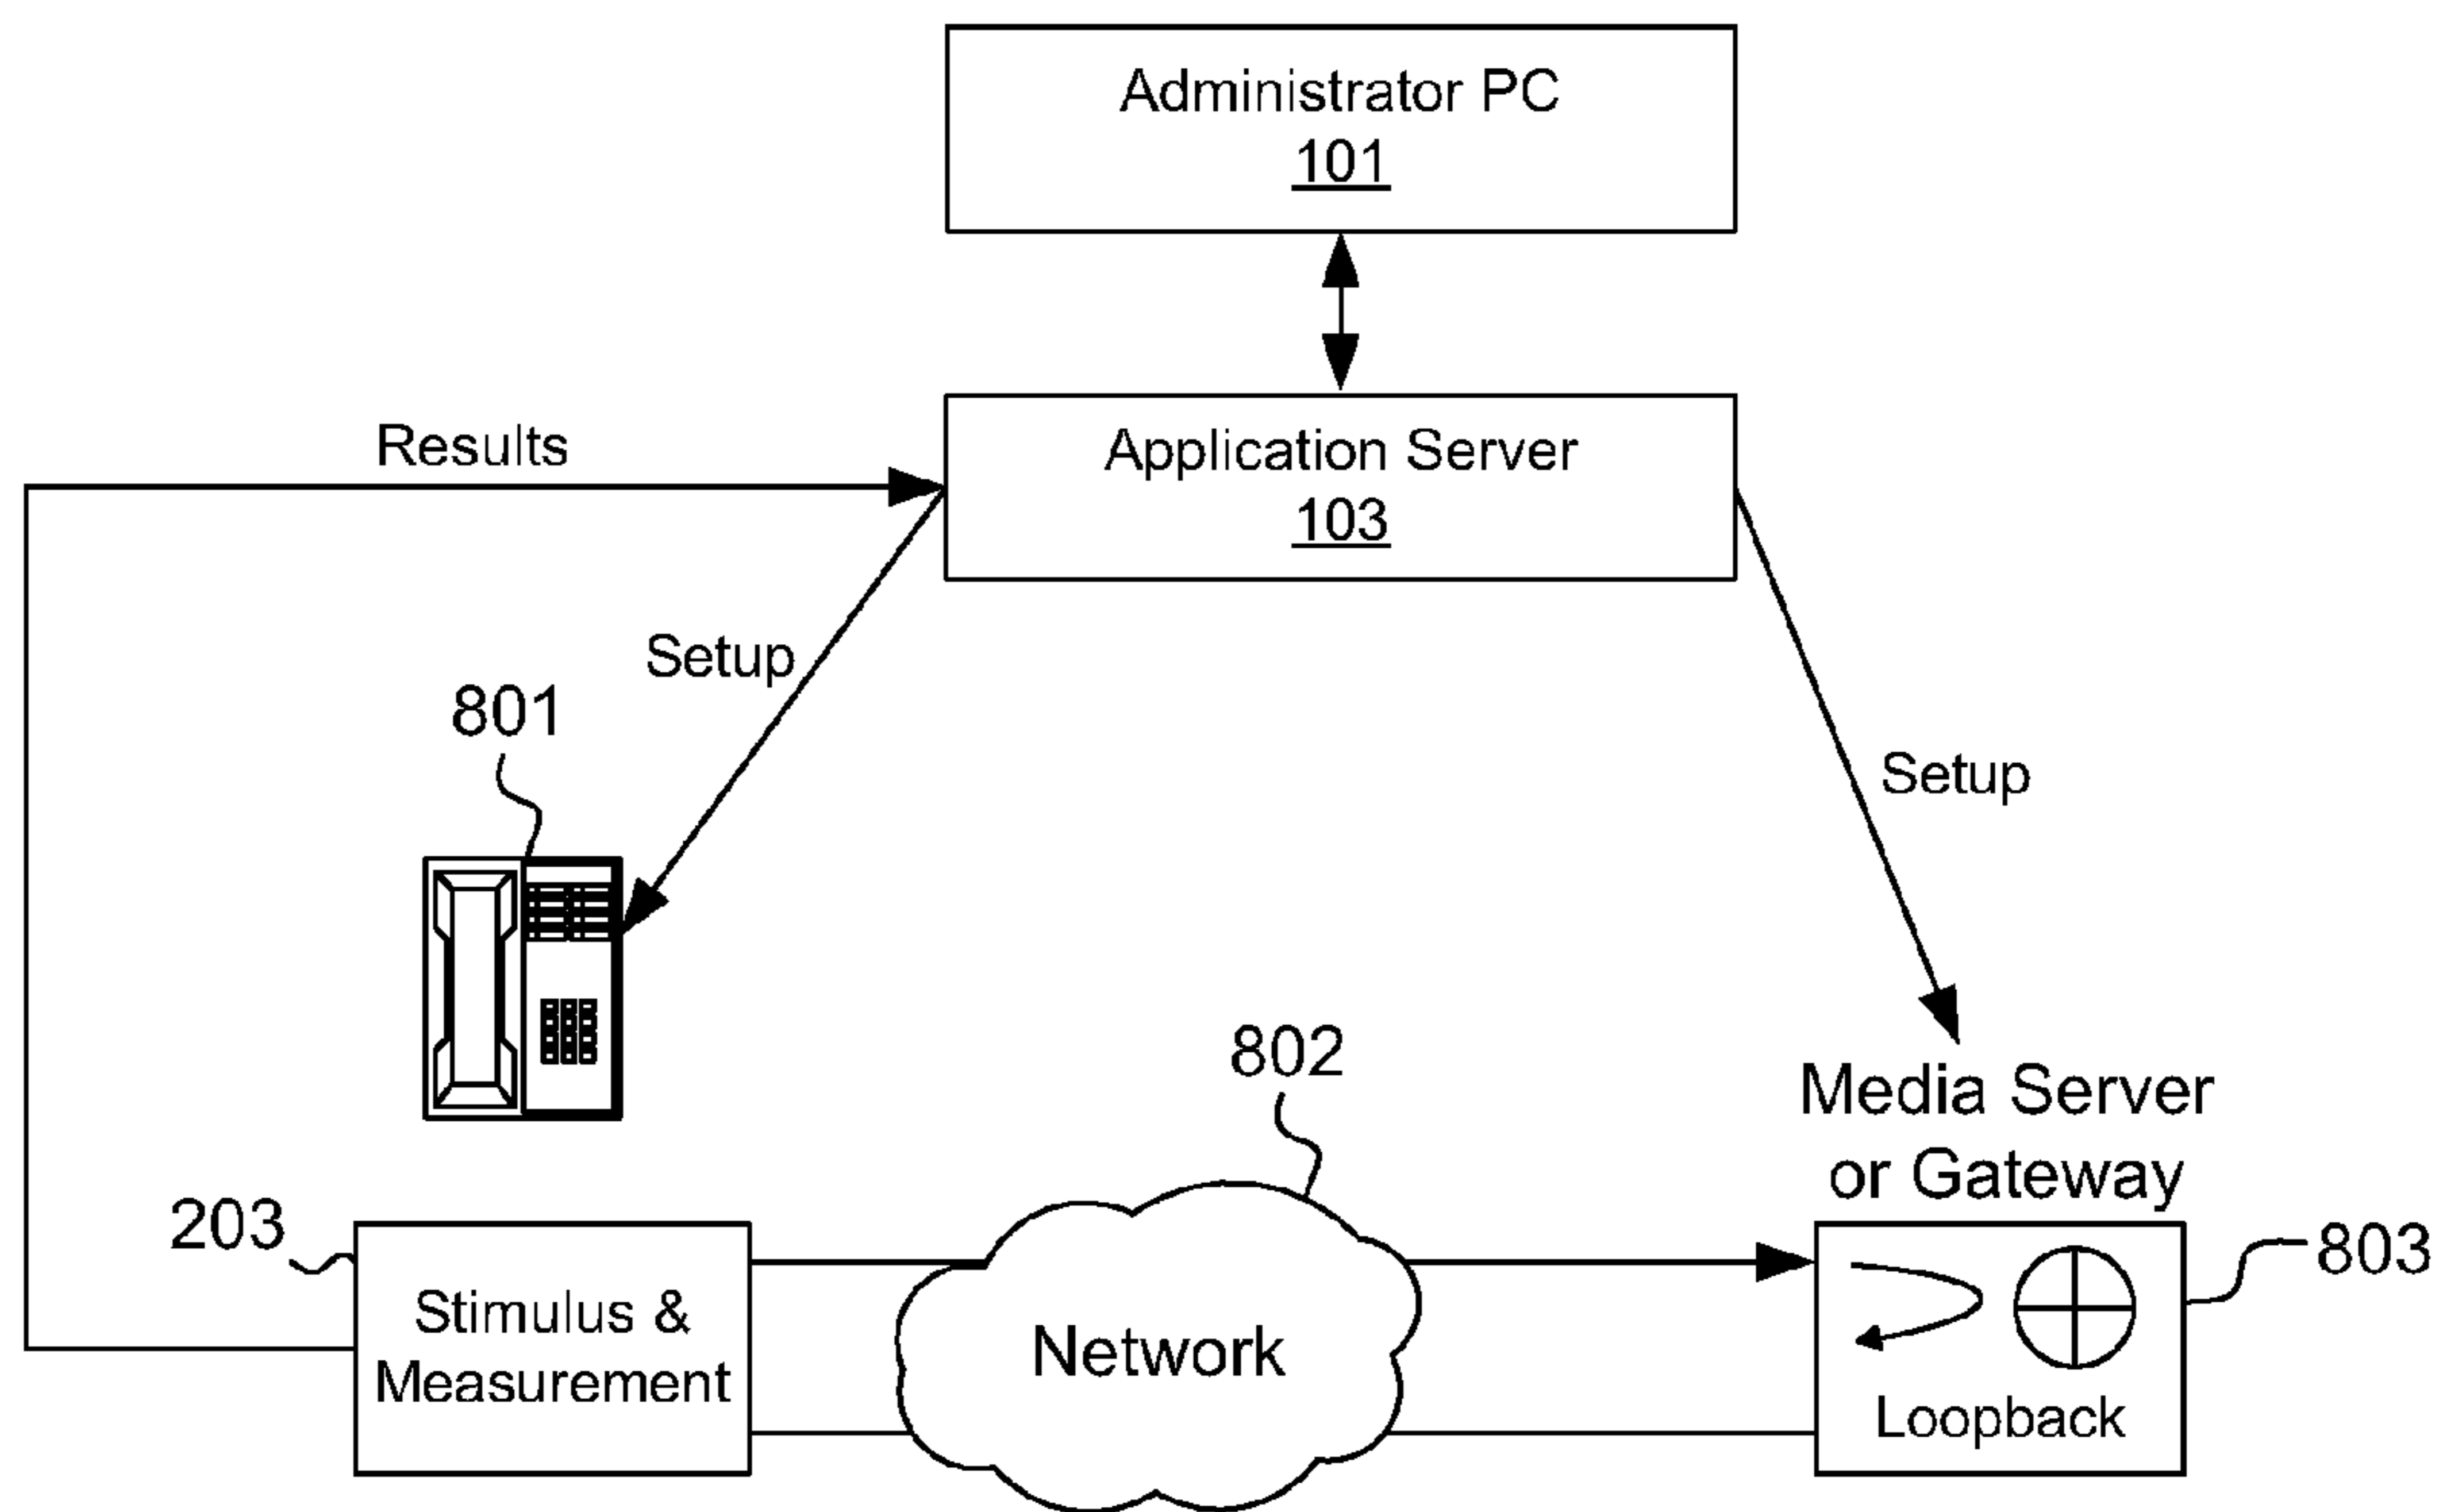 Administrator PC
101
Results
Application Server
103
Setup
801
Setup
802
Media Server
or Gateway
203
803
Stimulus &
Measurement
Network
Loopback